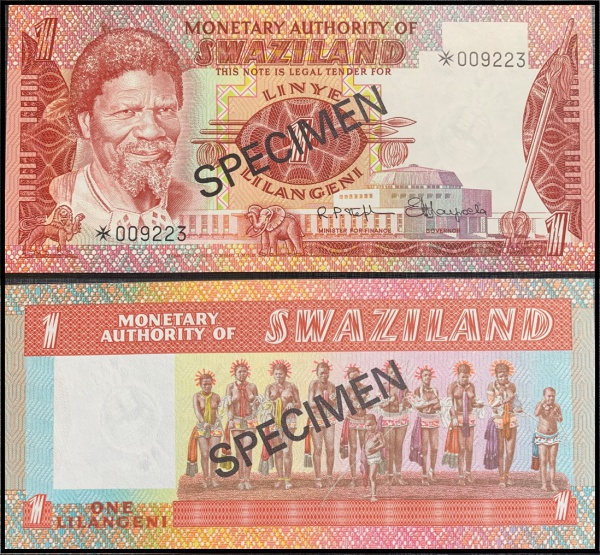 MONETARY AUTHORITY OF
SWAZILAND
THIS NOTE IS LEGAL TENDER FOR
*009223
LINYE
1
SPECIMEN
LILANGENI
1
*009223
MINISTER FOR FINANCE
GOVERNOR
1
MONETARY
AUTHORITY OF
SWAZILAND
SPECIMEN
1
ONE
LILANGENI
1